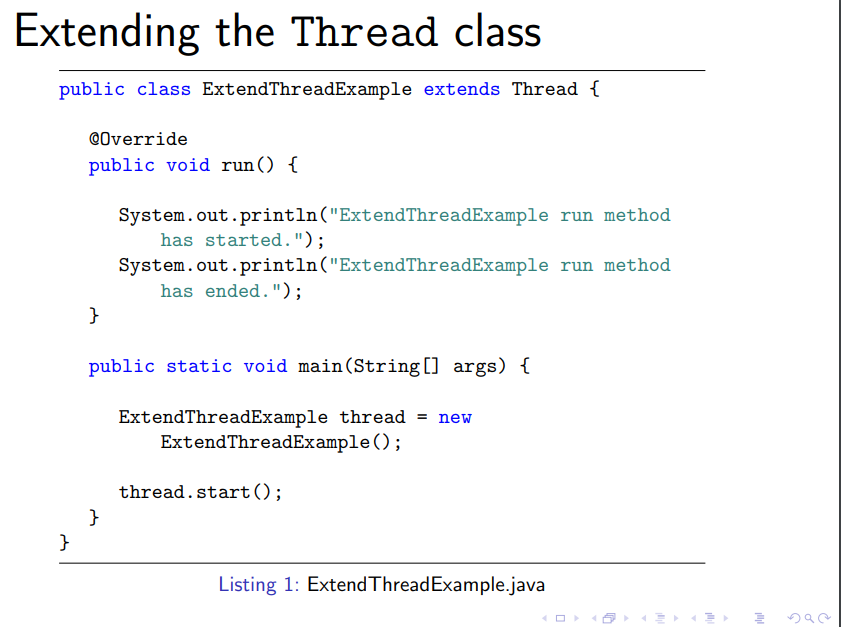 Extending the Thread class
public class ExtendThreadExample extends Thread {
@Override
public void run() {
System.out.println("ExtendThreadExample run method
has started.");
System.out.println("ExtendThreadExample run method
has ended.");
}
public static void main(String[] args) {
ExtendThreadExample thread = new
ExtendThreadExample();
thread.start();
}
}
Listing 1: ExtendThreadExample.java